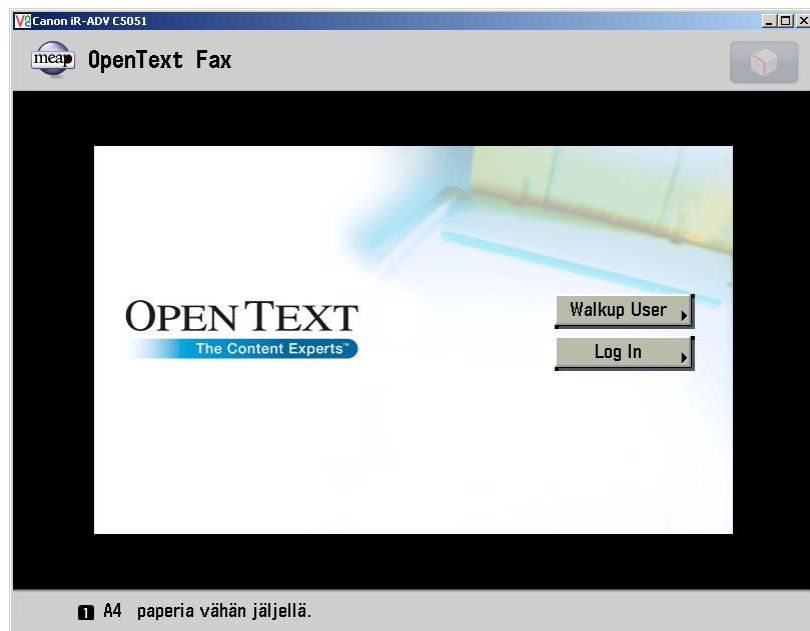 Canon iR-ADV C5051
meap OpenText Fax
OPEN TEXT
The Content Experts™
Walkup User
Log In
1 A4 paperia vähän jäljellä.